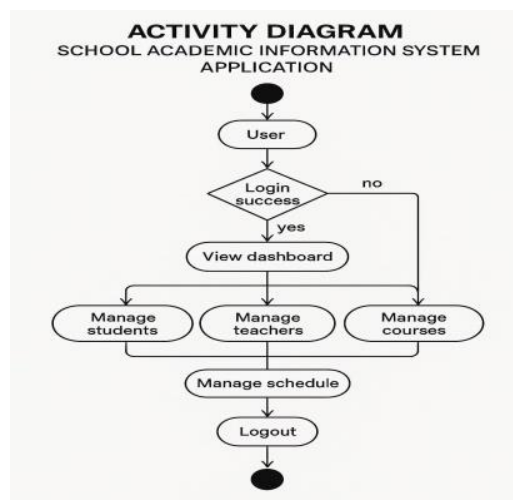 ACTIVITY DIAGRAM
SCHOOL ACADEMIC INFORMATION SYSTEM
APPLICATION
User
Login
success
no
yes
View dashboard
Manage
students
Manage
teachers
Manage
courses
Manage schedule
Logout